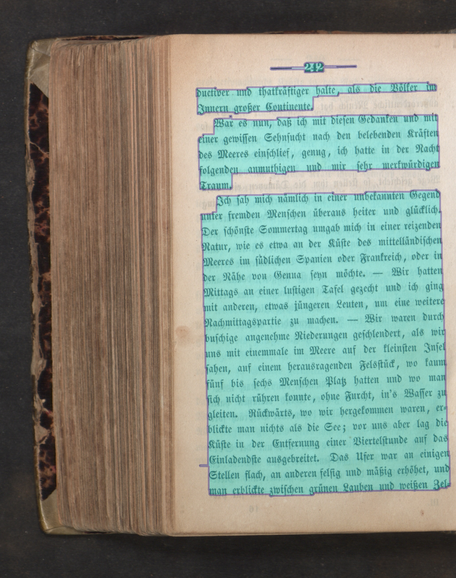 242
ductiver und thatkräftiger halte, als die Völker im
Innern großer Continente.
War es nun, daß ich mit diesen Gedanken und mit
einer gewissen Sehnsucht nach den belebenden Kräften
des Meeres einschlief, genug, ich hatte in der Nacht
folgenden anmuthigen und mir sehr merkwürdigen
Traum.
Ich sah mich nämlich in einer unbekannten Gegend
unter fremden Menschen überaus heiter und glücklich.
Der schönste Sommertag umgab mich in einer reizenden
Natur, wie es etwa an der Küste des mittelländischen
Meeres im südlichen Spanien oder Frankreich, oder in
der Nähe von Genua seyn möchte. — Wir hatten
Mittags an einer lustigen Tafel gezecht und ich ging
mit anderen, etwas jüngeren Leuten, um eine weitere
Nachmittagspartie zu machen. — Wir waren durch
buschige angenehme Niederungen geschlendert, als wir
uns mit einemmale im Meere auf der kleinsten Insel
sahen, auf einem herausragenden Felsstück, wo kaum
fünf bis sechs Menschen Platz hatten und wo man
sich nicht rühren konnte, ohne Furcht, in's Wasser zu
gleiten. Rückwärts, wo wir hergekommen waren, er-
blickte man nichts als die See; vor uns aber lag die
Küste in der Entfernung einer Viertelstunde auf das
Einladendste ausgebreitet. Das Ufer war an einigen
Stellen flach, an anderen felsig und mäßig erhöhet, und
man erblickte zwischen grünen Lauben und weißen Zel-